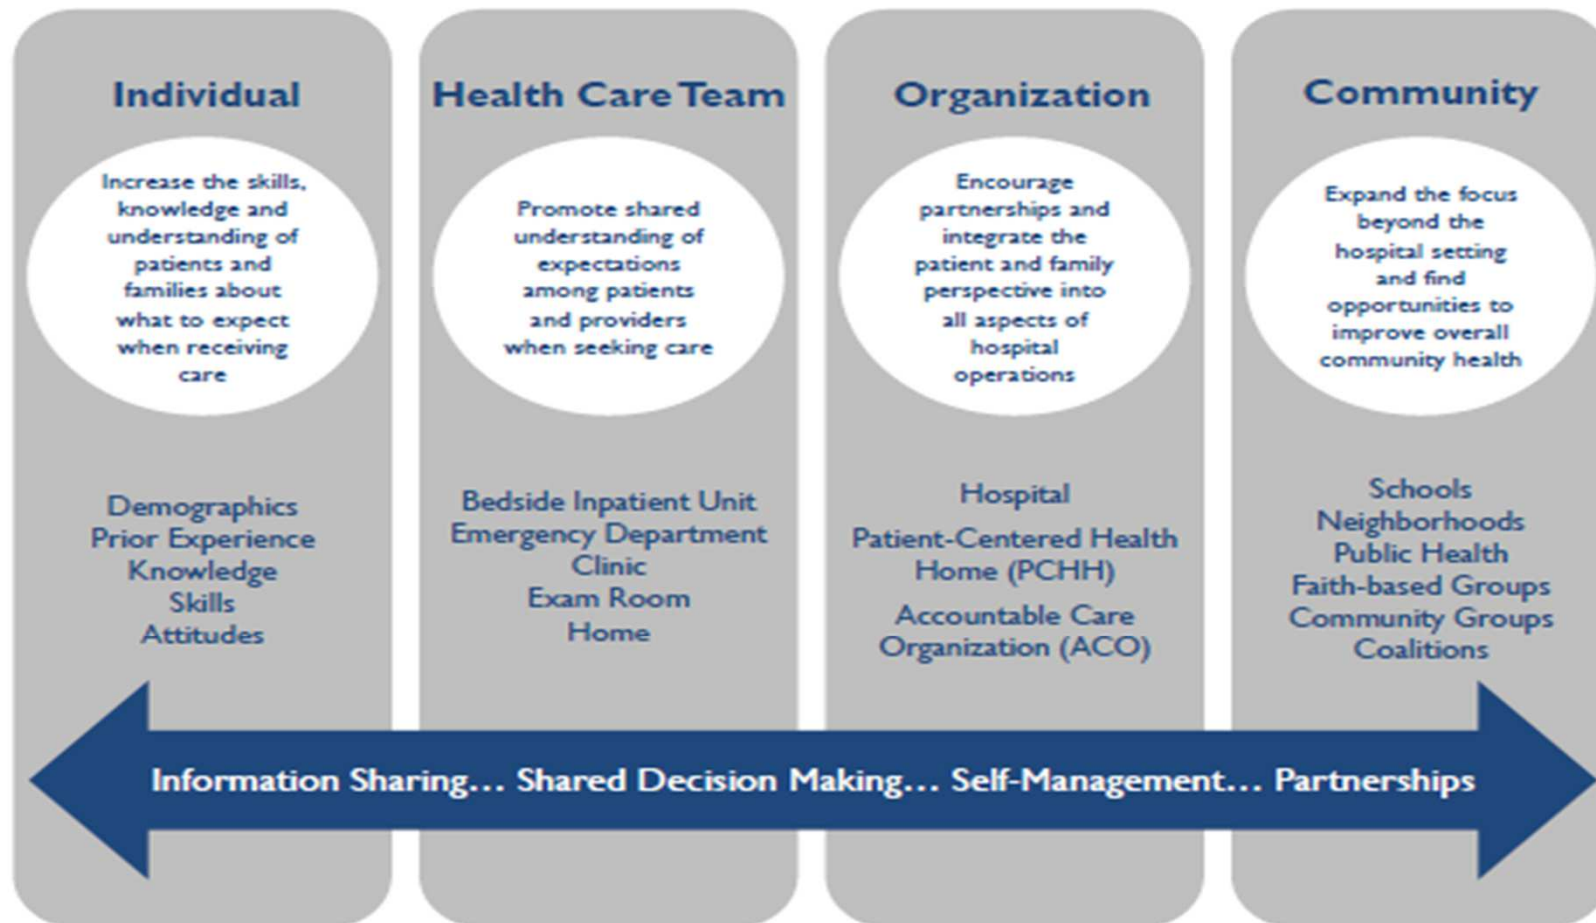 Individual
Increase the skills,
knowledge and
understanding of
patients and
families about
what to expect
when receiving
care
Demographics
Prior Experience
Knowledge
Skills
Attitudes
Health Care Team
Promote shared
understanding of
expectations
among patients
and providers
when seeking care
Bedside Inpatient Unit
Emergency Department
Clinic
Exam Room
Home
Organization
Encourage
partnerships and
integrate the
patient and family
perspective into
all aspects of
hospital
operations
Hospital
Patient-Centered Health
Home (PCHH)
Accountable Care
Organization (ACO)
Community
Expand the focus
beyond the
hospital setting
and find
opportunities to
improve overall
community health
Schools
Neighborhoods
Public Health
Faith-based Groups
Community Groups
Coalitions
Information Sharing... Shared Decision Making... Self-Management... Partnerships